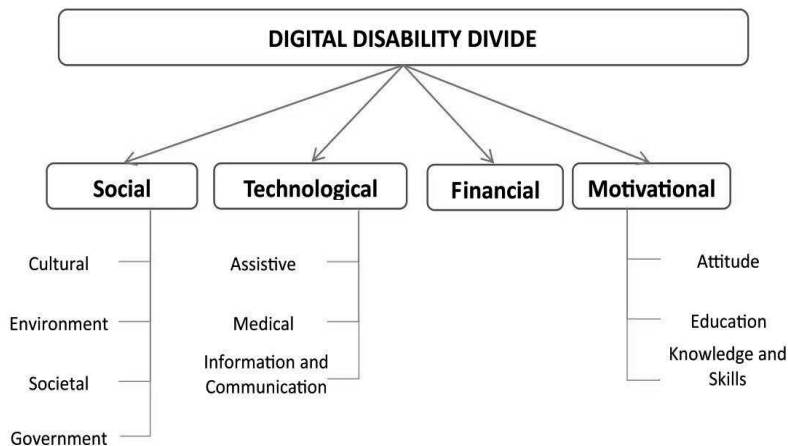 DIGITAL DISABILITY DIVIDE
Social
Technological
Financial
Motivational
Cultural
Environment
Societal
Government
Assistive
Medical
Information and
Communication
Attitude
Education
Knowledge and
Skills